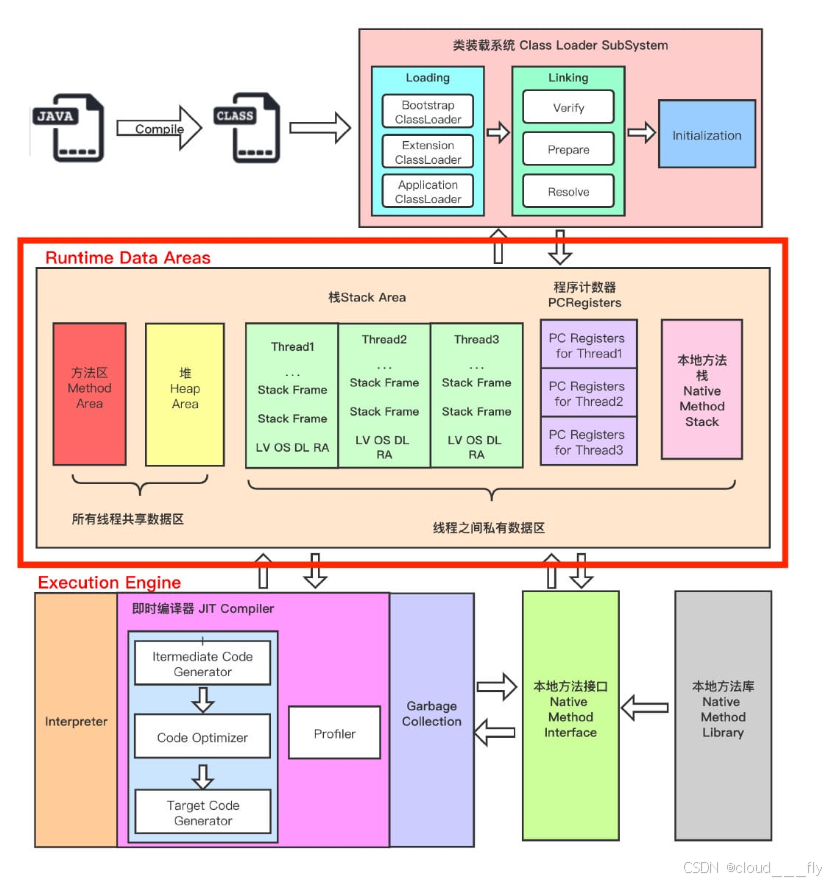 类装载系统 Class Loader SubSystem
Loading
Linking
JAVA
Compile
CLASS
Bootstrap
ClassLoader
Extension
ClassLoader
Application
ClassLoader
Verify
Prepare
Resolve
Initialization
Runtime Data Areas
栈Stack Area
程序计数器
PCRegisters
方法区
Method
Area
堆
Heap
Area
Thread1
...
Stack Frame
Stack Frame
LV OS DL RA
Thread2
...
Stack Frame
Stack Frame
LV OS DL
RA
Thread3
...
Stack Frame
Stack Frame
LV OS DL
RA
PC Registers
for Thread1
PC Registers
for Thread2
PC Registers
for Thread3
本地方法
栈
Native
Method
Stack
所有线程共享数据区
线程之间私有数据区
Execution Engine
Interpreter
即时编译器 JIT Compiler
Itermediate Code
Generator
Code Optimizer
Target Code
Generator
Profiler
Garbage
Collection
本地方法接口
Native
Method
Interface
本地方法库
Native
Method
Library
CSDN @cloud___fly